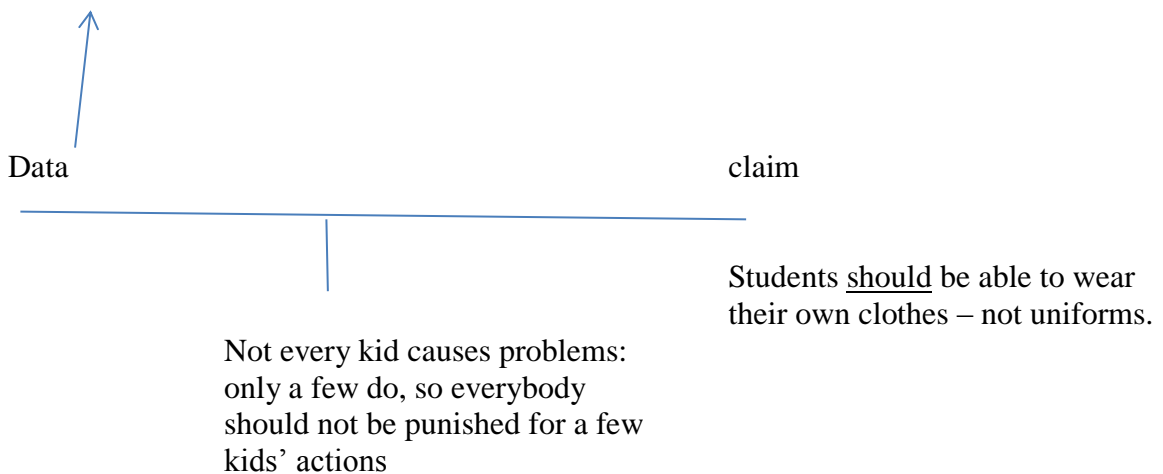 Data
claim
Students should be able to wear
their own clothes – not uniforms.
Not every kid causes problems:
only a few do, so everybody
should not be punished for a few
kids’ actions